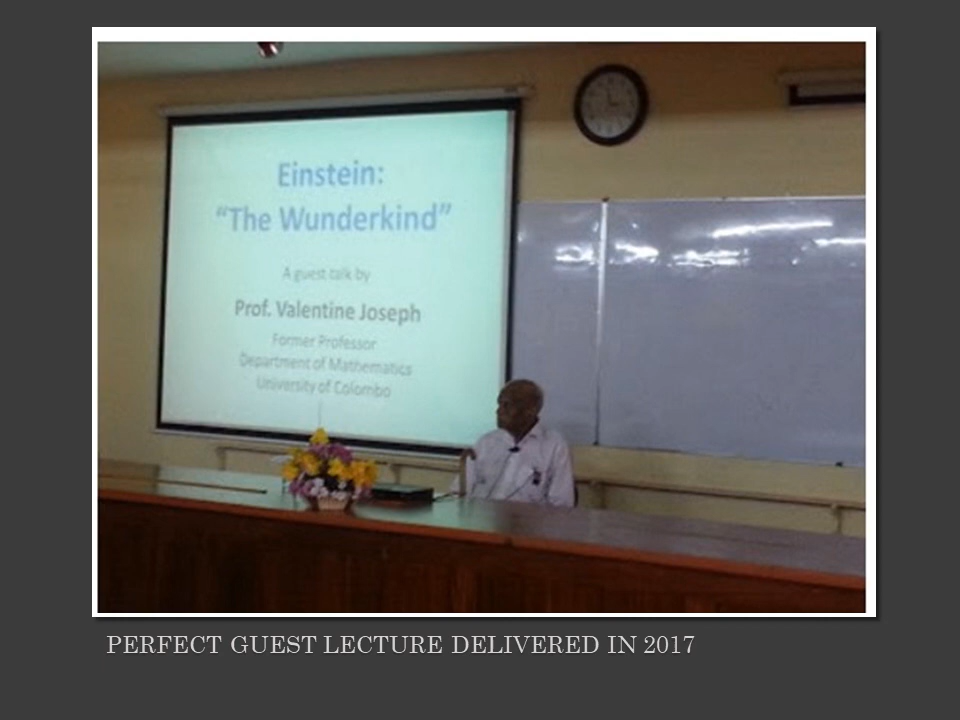 Einstein:
“The Wunderkind”
A guest talk by
Prof. Valentine Joseph
Former Professor
Department of Mathematics
University of Colombo
PERFECT GUEST LECTURE DELIVERED IN 2017